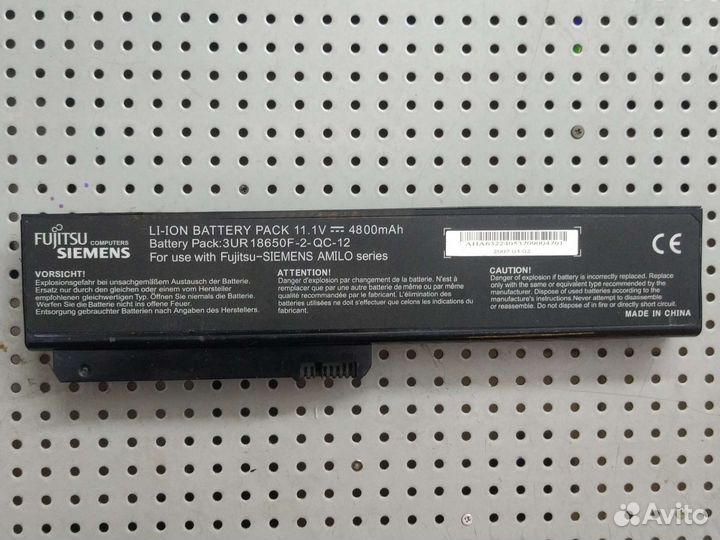 FUJITSU
COMPUTERS
SIEMENS
LI-ION BATTERY PACK 11.1V ⎓ 4800mAh
Battery Pack:3UR18650F-2-QC-12
For use with Fujitsu-SIEMENS AMILO series
AHA63224053709004761
2007-03-02
CE
VORSICHT!
Explosionsgefahr bei unsachgemäßem Austausch der Batterie.
Ersatz nur durch den gleichen oder einem vom Hersteller
empfohlenen gleichwertigen Typ. Öffnen Sie niemals die Batterie.
Werfen Sie die Batterie nicht ins offene Feuer.
Entsorgung gebrauchter Batterien nach Angaben des Herstellers.
ATTENTION!
Danger d'explosion par changement de la batterie. Ne
remplacer que par une autre batterie de même ou par même
qualité recommandée par le facricant. L'élimination des
batteries utilisées ne doit s'effectuer que selon les indications
du facricant.
CAUTION!
Danger of explosion if battery is incorrectly replaced. Replace
only with the same or equivalent type recommended by the
manufacturer. Dispose of used batteries according to the
manufacture's instructions.Never attempt to disassemble
or reassemble. Do not dispose of in fire or directly short circuit.
MADE IN CHINA
Avito